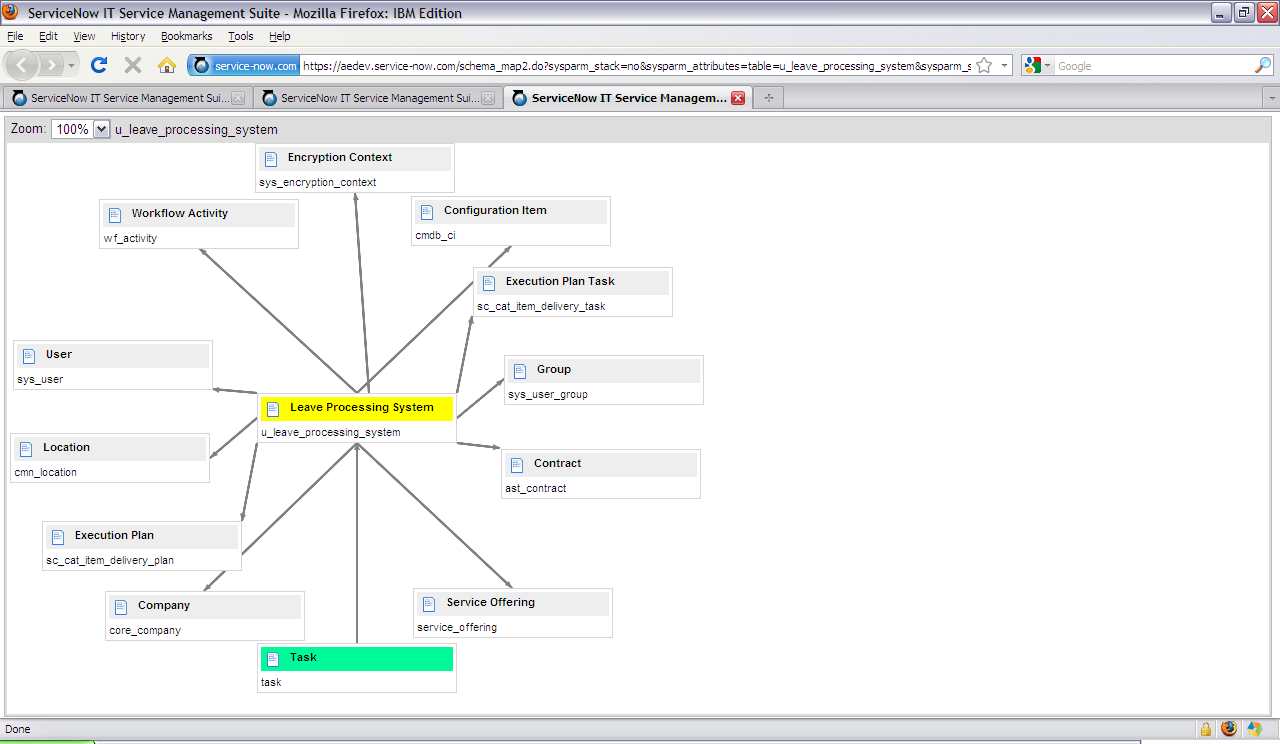 ServiceNow IT Service Management Suite - Mozilla Firefox: IBM Edition
File Edit View History Bookmarks Tools Help
service-now.com https://aedev.service-now.com/schema_map2.do?sysparm_stack=no&sysparm_attributes=table=u_leave_processing_system&sysparm_s Google
ServiceNow IT Service Management Sui... ServiceNow IT Service Management Sui... ServiceNow IT Service Managem...
Zoom: 100% u_leave_processing_system
Encryption Context
sys_encryption_context
Workflow Activity
wf_activity
Configuration Item
cmdb_ci
Execution Plan Task
sc_cat_item_delivery_task
User
sys_user
Group
sys_user_group
Leave Processing System
u_leave_processing_system
Location
cmn_location
Contract
ast_contract
Execution Plan
sc_cat_item_delivery_plan
Company
core_company
Service Offering
service_offering
Task
task
Done